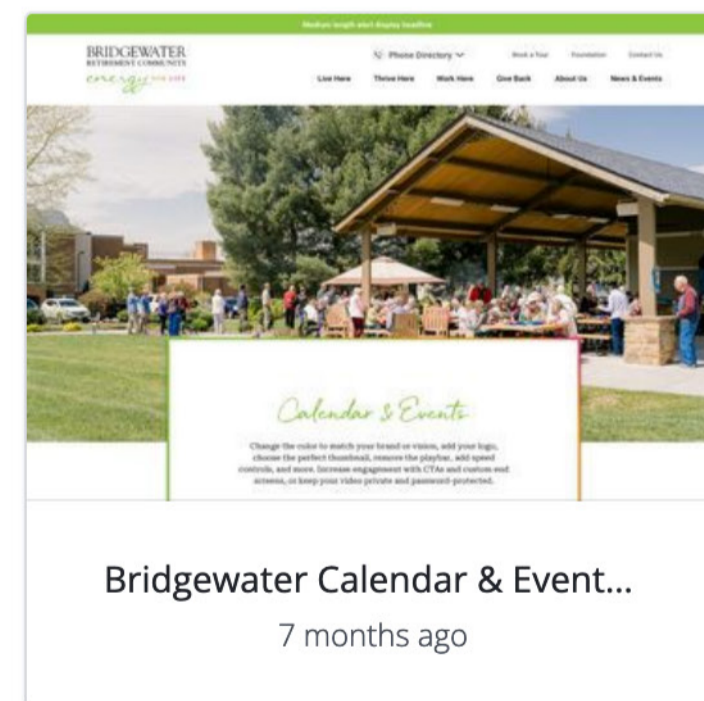 Medium length alert display headline
BRIDGEWATER
RETIREMENT COMMUNITY
energy FOR LIFE
Phone Directory
Book a Tour Foundation Contact Us
Live Here Thrive Here Work Here Give Back About Us News & Events
Calendar & Events
Change the color to match your brand or vision, add your logo,
choose the perfect thumbnail, remove the playbar, add speed
controls, and more. Increase engagement with CTAs and custom end
screens, or keep your video private and password-protected.
Bridgewater Calendar & Event...
7 months ago